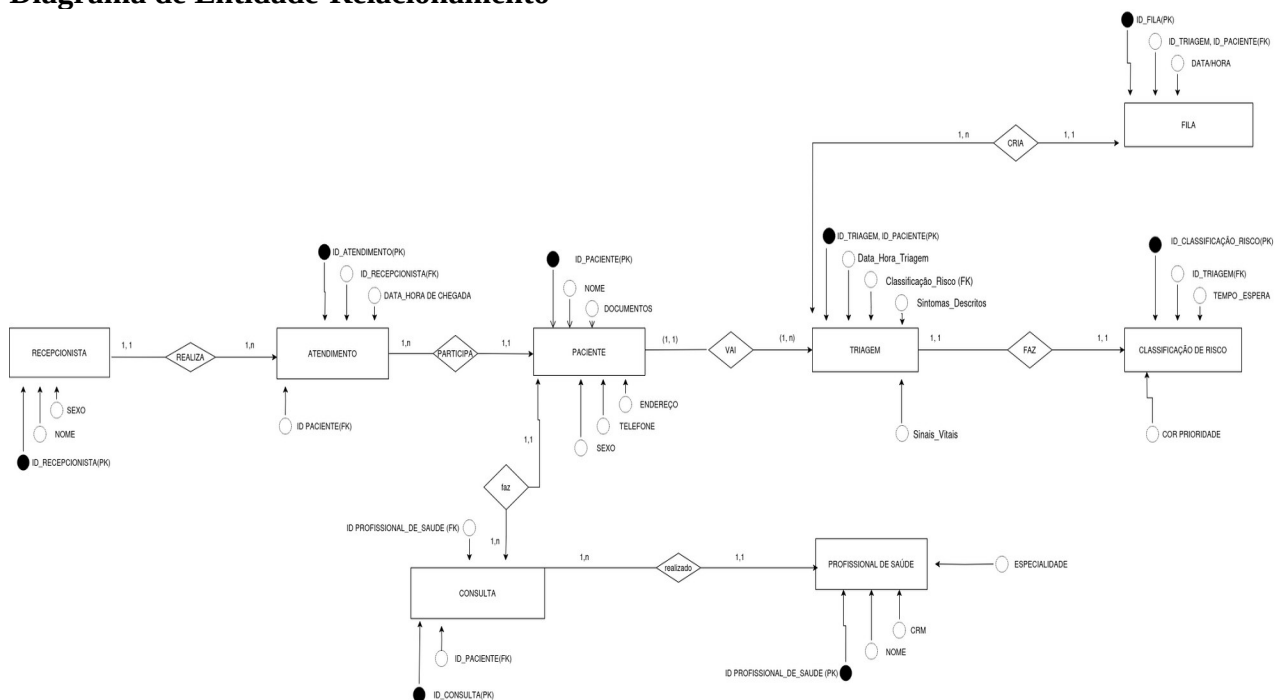 Diagrama de Entidade-Relacionamento
ID_FILA(PK)
ID_TRIAGEM, ID_PACIENTE(FK)
DATA/HORA
FILA
1, n
CRIA
1, 1
ID_TRIAGEM, ID_PACIENTE(PK)
Data_Hora_Triagem
Classificação_Risco (FK)
Sintomas_Descritos
ID_CLASSIFICAÇÃO_RISCO(PK)
ID_TRIAGEM(FK)
TEMPO _ESPERA
ID_ATENDIMENTO(PK)
ID_RECEPCIONISTA(FK)
DATA_HORA DE CHEGADA
ID_PACIENTE(PK)
NOME
DOCUMENTOS
RECEPCIONISTA
1, 1
REALIZA
1,n
ATENDIMENTO
1,n
PARTICIPA
1,1
PACIENTE
(1, 1)
VAI
(1, n)
TRIAGEM
1, 1
FAZ
1, 1
CLASSIFICAÇÃO DE RISCO
SEXO
NOME
ID_RECEPCIONISTA(PK)
ID PACIENTE(FK)
ENDEREÇO
TELEFONE
SEXO
Sinais_Vitais
COR PRIORIDADE
1,1
faz
1,n
ID PROFISSIONAL_DE_SAUDE (FK)
CONSULTA
1,n
realizado
1,1
PROFISSIONAL DE SAÚDE
ESPECIALIDADE
ID_PACIENTE(FK)
ID_CONSULTA(PK)
CRM
NOME
ID PROFISSIONAL_DE_SAUDE (PK)